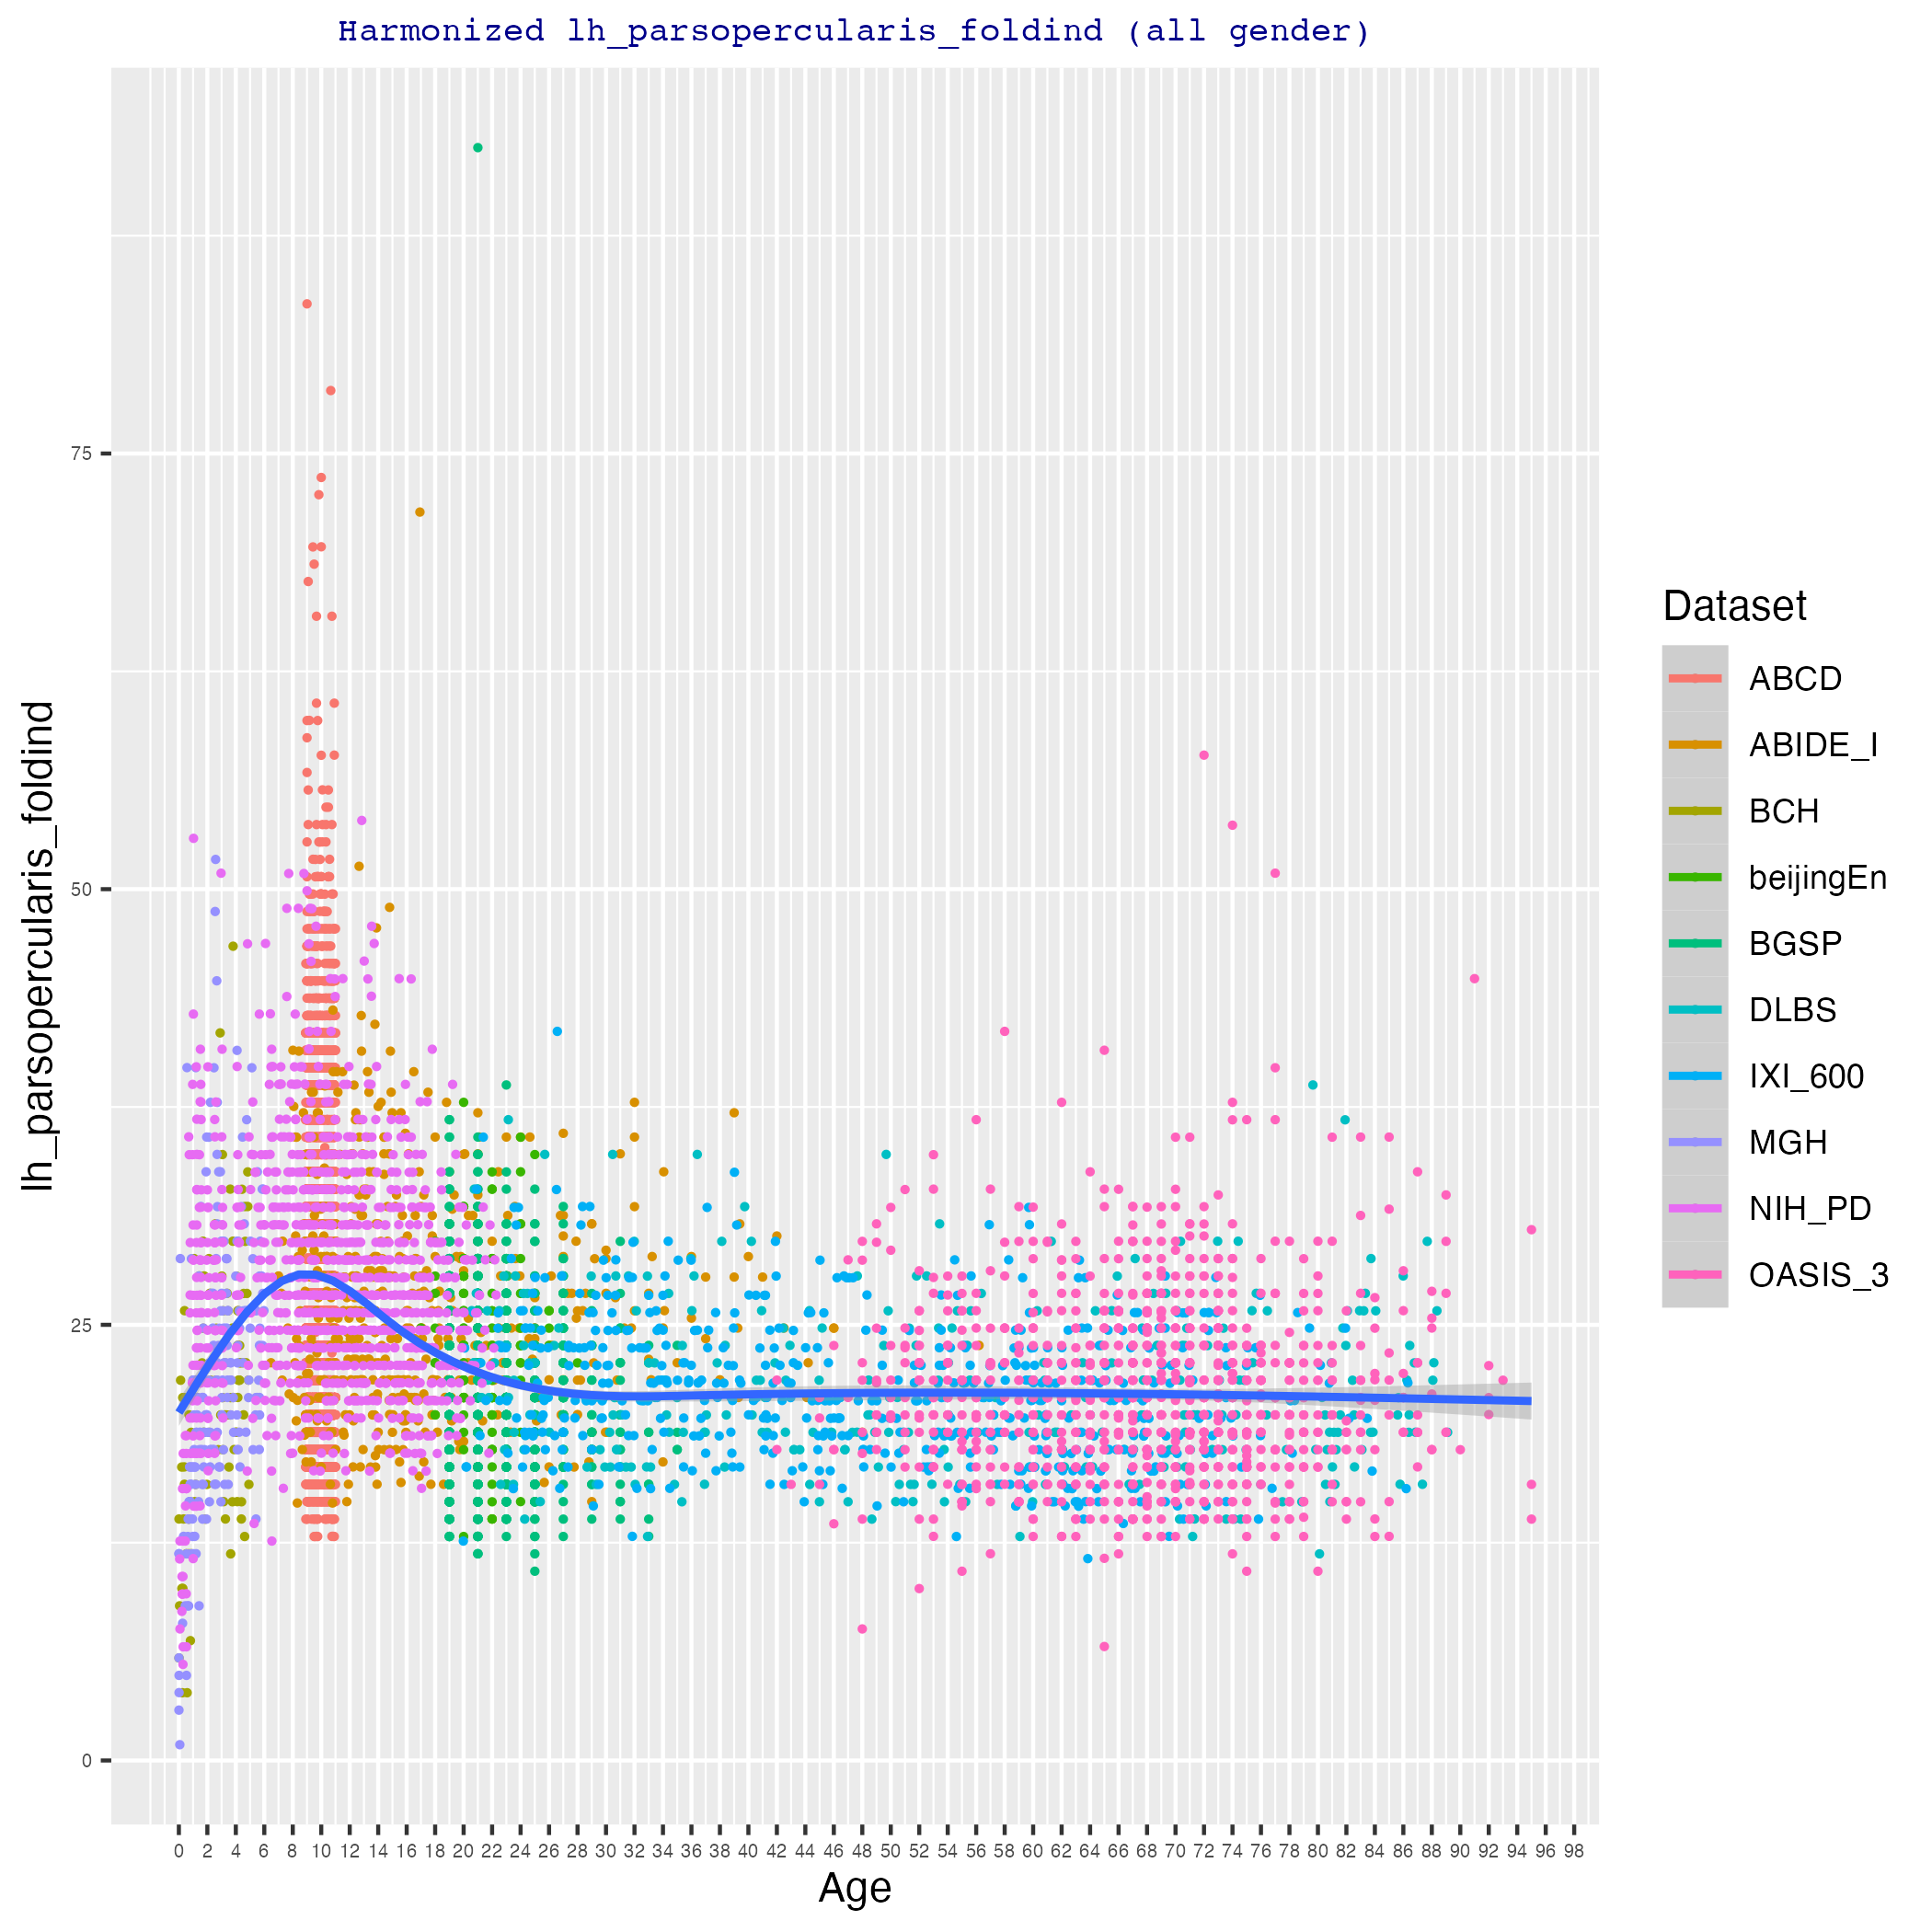 Harmonized lh_parsopercularis_foldind (all gender)
lh_parsopercularis_foldind
75
50
25
0
0 2 4 6 8 10 12 14 16 18 20 22 24 26 28 30 32 34 36 38 40 42 44 46 48 50 52 54 56 58 60 62 64 66 68 70 72 74 76 78 80 82 84 86 88 90 92 94 96 98
Age
Dataset
ABCD
ABIDE_I
BCH
beijingEn
BGSP
DLBS
IXI_600
MGH
NIH_PD
OASIS_3